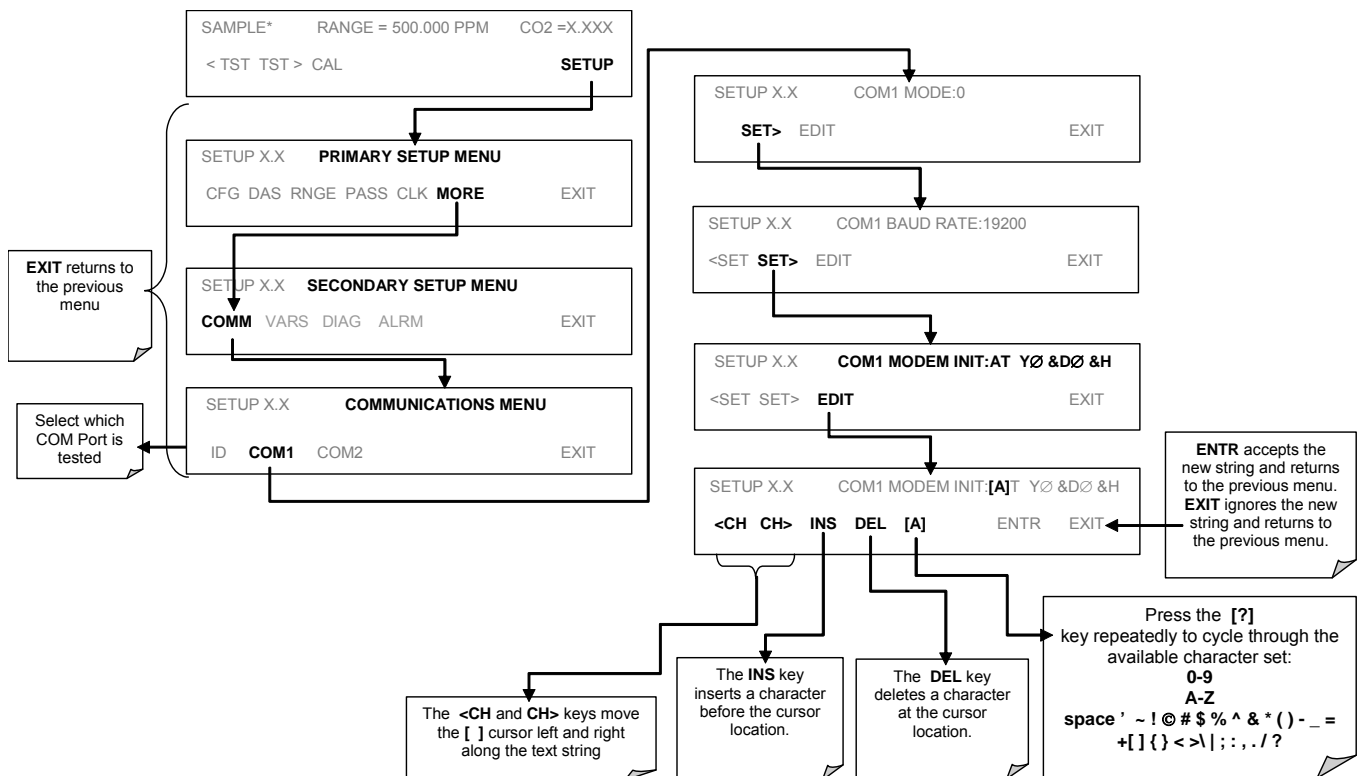 SAMPLE* RANGE = 500.000 PPM CO2 =X.XXX
< TST TST > CAL SETUP
SETUP X.X PRIMARY SETUP MENU
CFG DAS RNGE PASS CLK MORE EXIT
EXIT returns to
the previous
menu
SETUP X.X SECONDARY SETUP MENU
COMM VARS DIAG ALRM EXIT
Select which
COM Port is
tested
SETUP X.X COMMUNICATIONS MENU
ID COM1 COM2 EXIT
SETUP X.X COM1 MODE:0
SET> EDIT EXIT
SETUP X.X COM1 BAUD RATE:19200
<SET SET> EDIT EXIT
SETUP X.X COM1 MODEM INIT:AT Y∅ &D∅ &H
<SET SET> EDIT EXIT
SETUP X.X COM1 MODEM INIT:[A]T Y∅ &D∅ &H
<CH CH> INS DEL [A] ENTR EXIT
ENTR accepts the
new string and returns
to the previous menu.
EXIT ignores the new
string and returns to
the previous menu.
The <CH and CH> keys move
the [ ] cursor left and right
along the text string
The INS key
inserts a character
before the cursor
location.
The DEL key
deletes a character
at the cursor
location.
Press the [?]
key repeatedly to cycle through the
available character set:
0-9
A-Z
space ' ~ ! © # $ % ^ & * ( ) - _ =
+[ ] { } < >\ | ; : , . / ?